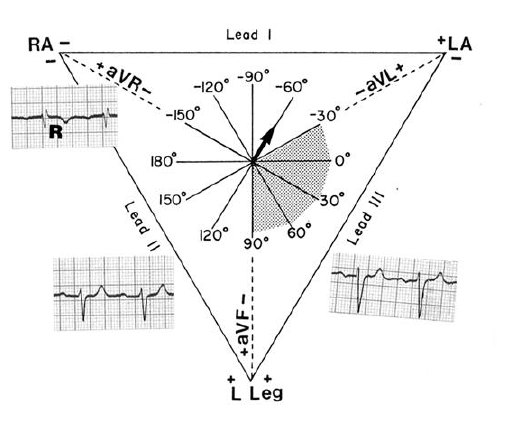 Lead I
RA −
+ LA
−
−
+aVR−
−aVL+
-90°
-120°
-60°
-150°
-30°
R
180°
0°
150°
30°
120°
60°
90°
Lead II
Lead III
+aVF−
+ +
L Leg